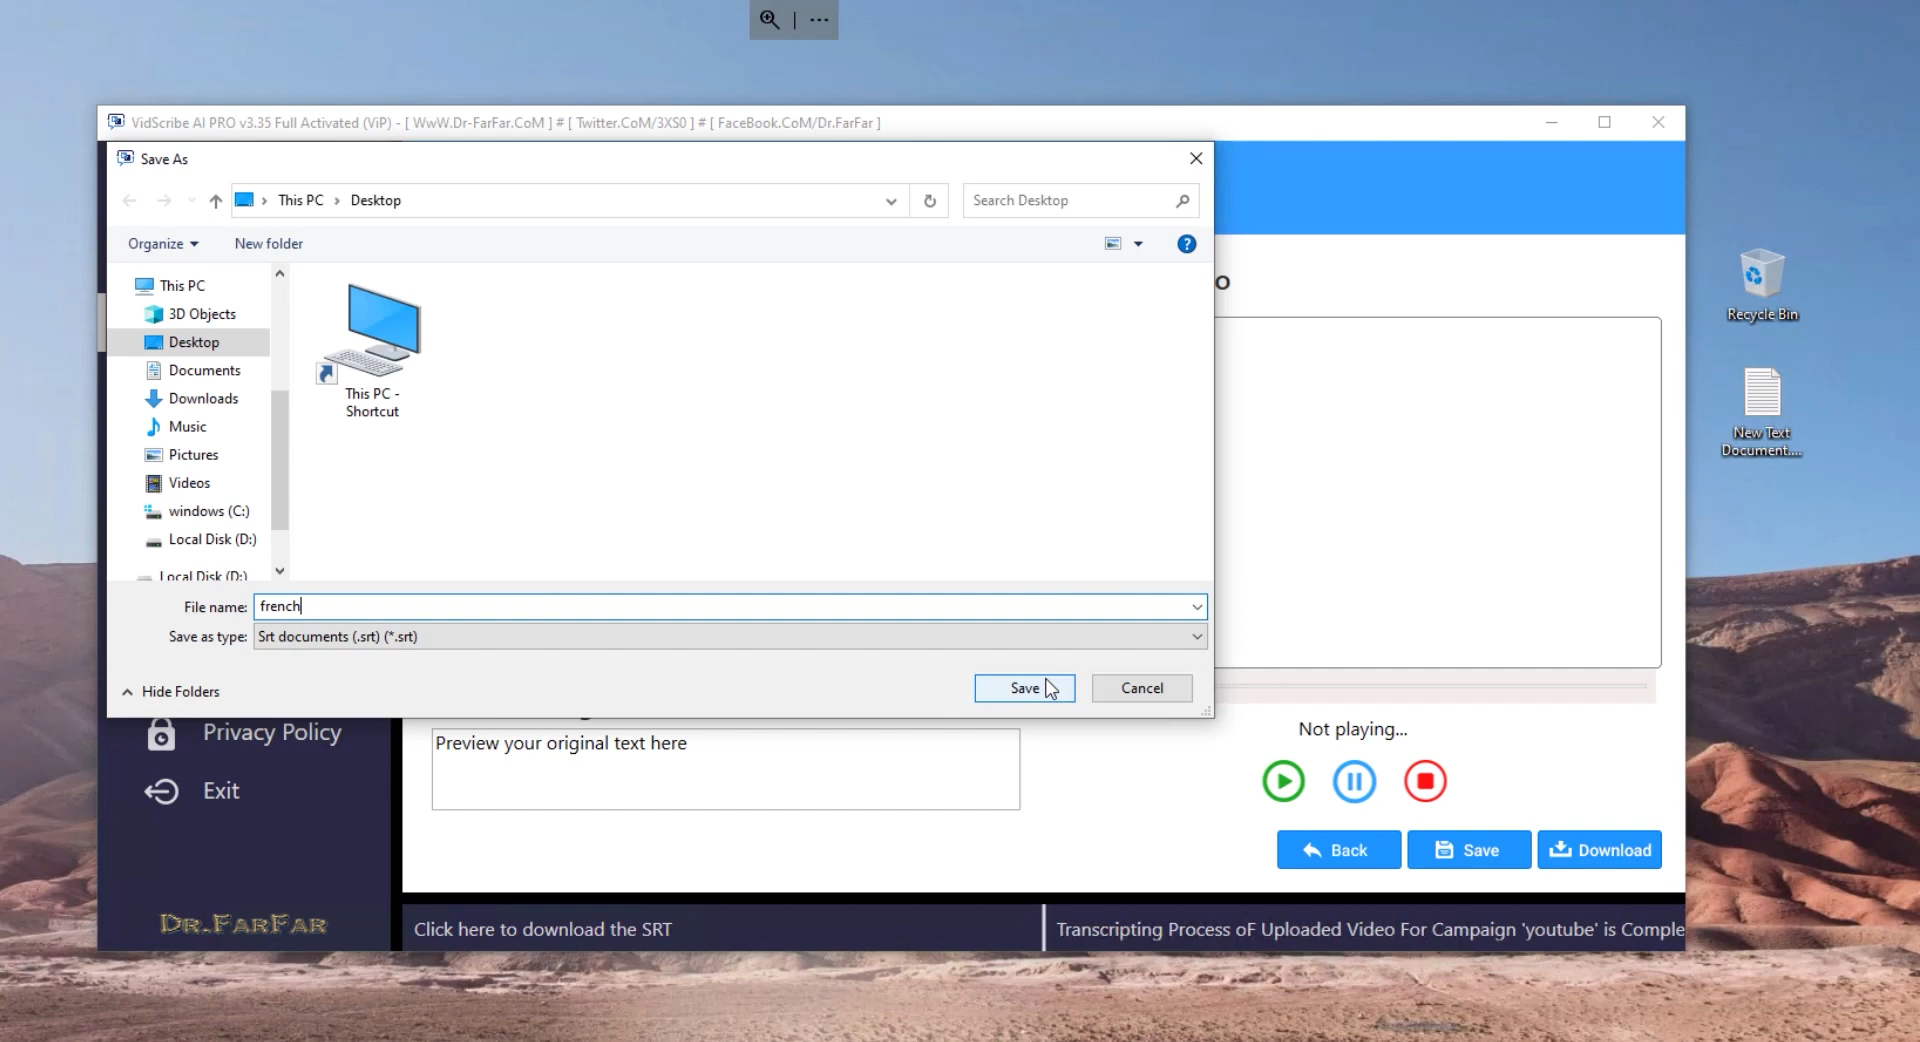 VidScribe AI PRO v3.35 Full Activated (ViP) - [ WwW.Dr-FarFar.CoM ] # [ Twitter.CoM/3XS0 ] # [ FaceBook.CoM/Dr.FarFar ]
Save As
This PC > Desktop
Search Desktop
Organize
New folder
This PC
3D Objects
Desktop
Documents
Downloads
Music
Pictures
Videos
windows (C:)
Local Disk (D:)
Local Disk (D:)
This PC -
Shortcut
File name: french
Save as type: Srt documents (.srt) (*.srt)
Hide Folders
Save
Cancel
o
Recycle Bin
New Text
Document....
Privacy Policy
Exit
DR.FARFAR
Preview your original text here
Not playing...
Back
Save
Download
Click here to download the SRT
Transcripting Process oF Uploaded Video For Campaign 'youtube' is Comple